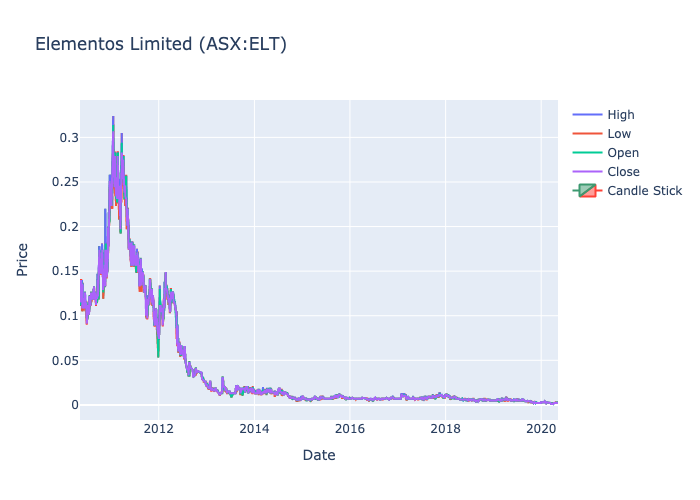 Elementos Limited (ASX:ELT)
High
Low
Open
Close
Candle Stick
Price
0.3
0.25
0.2
0.15
0.1
0.05
0
2012
2014
2016
2018
2020
Date